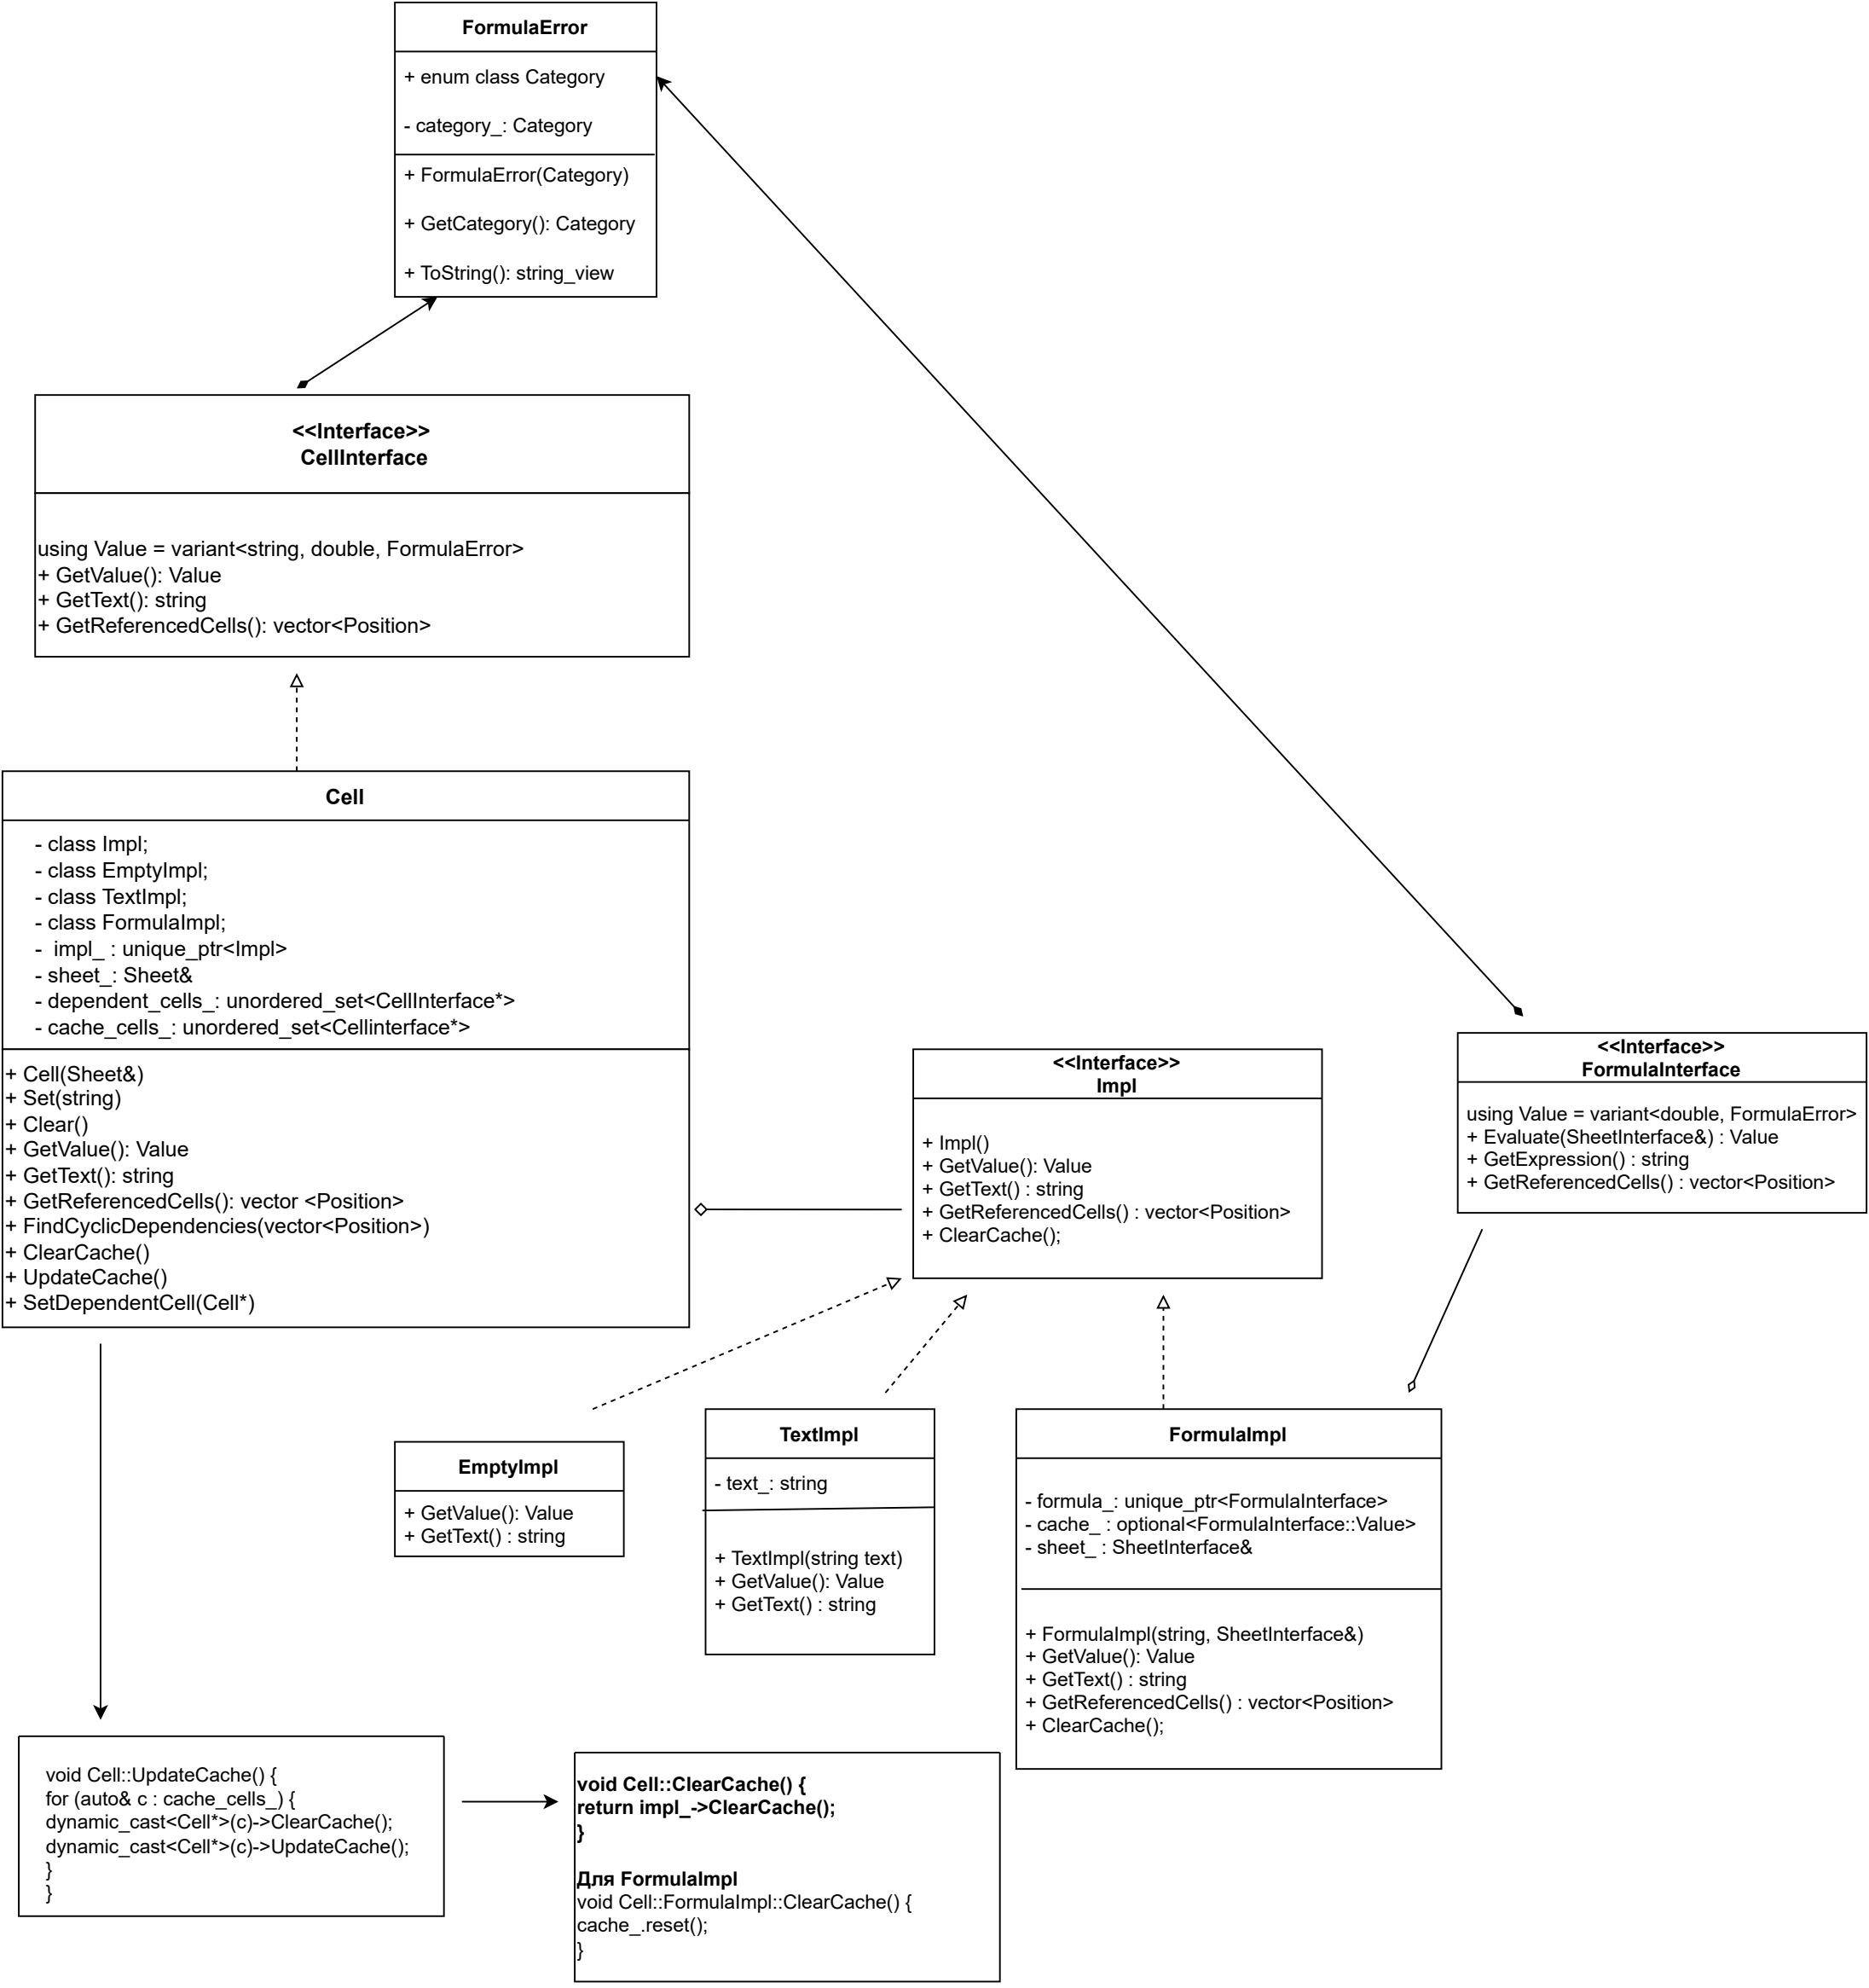 FormulaError
+ enum class Category
- category_: Category
+ FormulaError(Category)
+ GetCategory(): Category
+ ToString(): string_view
<<Interface>>
CellInterface
using Value = variant<string, double, FormulaError>
+ GetValue(): Value
+ GetText(): string
+ GetReferencedCells(): vector<Position>
Cell
- class Impl;
- class EmptyImpl;
- class TextImpl;
- class FormulaImpl;
- impl_ : unique_ptr<Impl>
- sheet_: Sheet&
- dependent_cells_: unordered_set<CellInterface*>
- cache_cells_: unordered_set<Cellinterface*>
+ Cell(Sheet&)
+ Set(string)
+ Clear()
+ GetValue(): Value
+ GetText(): string
+ GetReferencedCells(): vector <Position>
+ FindCyclicDependencies(vector<Position>)
+ ClearCache()
+ UpdateCache()
+ SetDependentCell(Cell*)
<<Interface>>
Impl
+ Impl()
+ GetValue(): Value
+ GetText() : string
+ GetReferencedCells() : vector<Position>
+ ClearCache();
<<Interface>>
FormulaInterface
using Value = variant<double, FormulaError>
+ Evaluate(SheetInterface&) : Value
+ GetExpression() : string
+ GetReferencedCells() : vector<Position>
EmptyImpl
+ GetValue(): Value
+ GetText() : string
TextImpl
- text_: string
+ TextImpl(string text)
+ GetValue(): Value
+ GetText() : string
FormulaImpl
- formula_: unique_ptr<FormulaInterface>
- cache_ : optional<FormulaInterface::Value>
- sheet_ : SheetInterface&
+ FormulaImpl(string, SheetInterface&)
+ GetValue(): Value
+ GetText() : string
+ GetReferencedCells() : vector<Position>
+ ClearCache();
void Cell::UpdateCache() {
for (auto& c : cache_cells_) {
dynamic_cast<Cell*>(c)->ClearCache();
dynamic_cast<Cell*>(c)->UpdateCache();
}
}
void Cell::ClearCache() {
return impl_->ClearCache();
}
Для FormulaImpl
void Cell::FormulaImpl::ClearCache() {
cache_.reset();
}